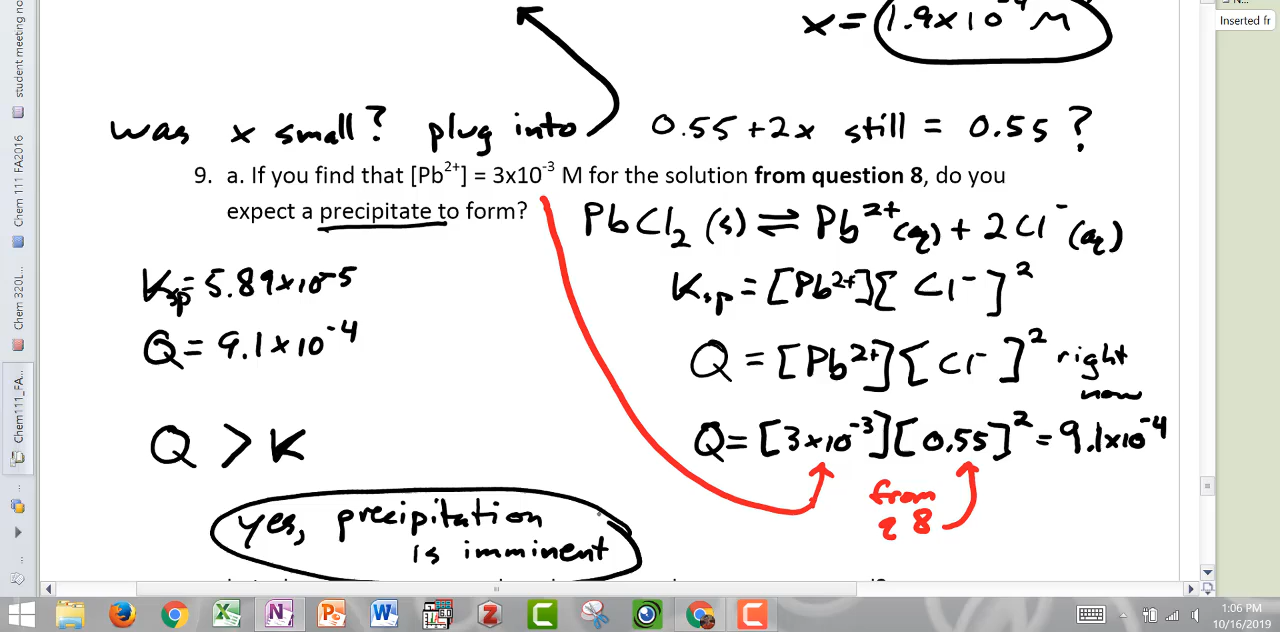 student meeting no
Chem 111 FA2016
Chem 320L...
Chem111_FA
Inserted fr
x = 1.9x10⁻⁴ M
was x small? plug into 0.55+2x still = 0.55 ?
9. a. If you find that [Pb²⁺] = 3x10⁻³ M for the solution from question 8, do you
expect a precipitate to form?
PbCl₂ (s) ⇌ Pb²⁺(aq) + 2Cl⁻(aq)
Ksp = 5.89x10⁻⁵
Ksp = [Pb²⁺][Cl⁻]²
Q = 9.1x10⁻⁴
Q = [Pb²⁺][Cl⁻]² right
now
Q > K
Q = [3x10⁻³][0.55]² = 9.1x10⁻⁴
from
q 8
yes, precipitation
is imminent
1:06 PM
10/16/2019